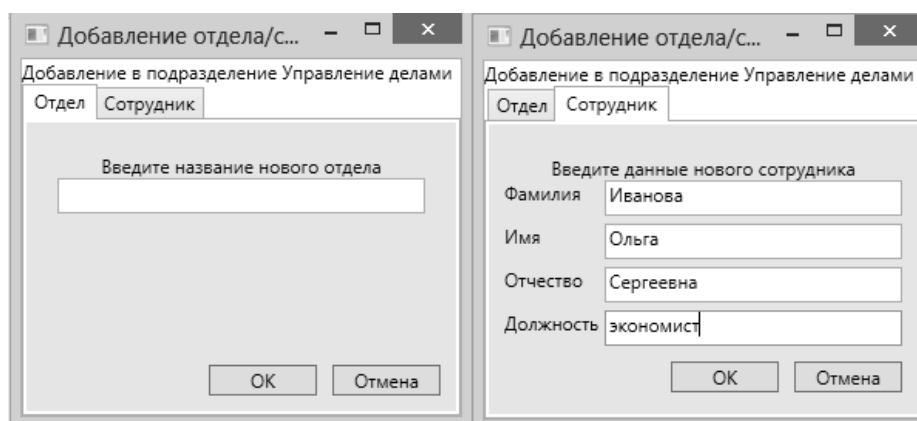 Добавление отдела/с...
Добавление в подразделение Управление делами
Отдел Сотрудник
Введите название нового отдела
OK Отмена
Добавление отдела/с...
Добавление в подразделение Управление делами
Отдел Сотрудник
Введите данные нового сотрудника
Фамилия Иванова
Имя Ольга
Отчество Сергеевна
Должность экономист
OK Отмена